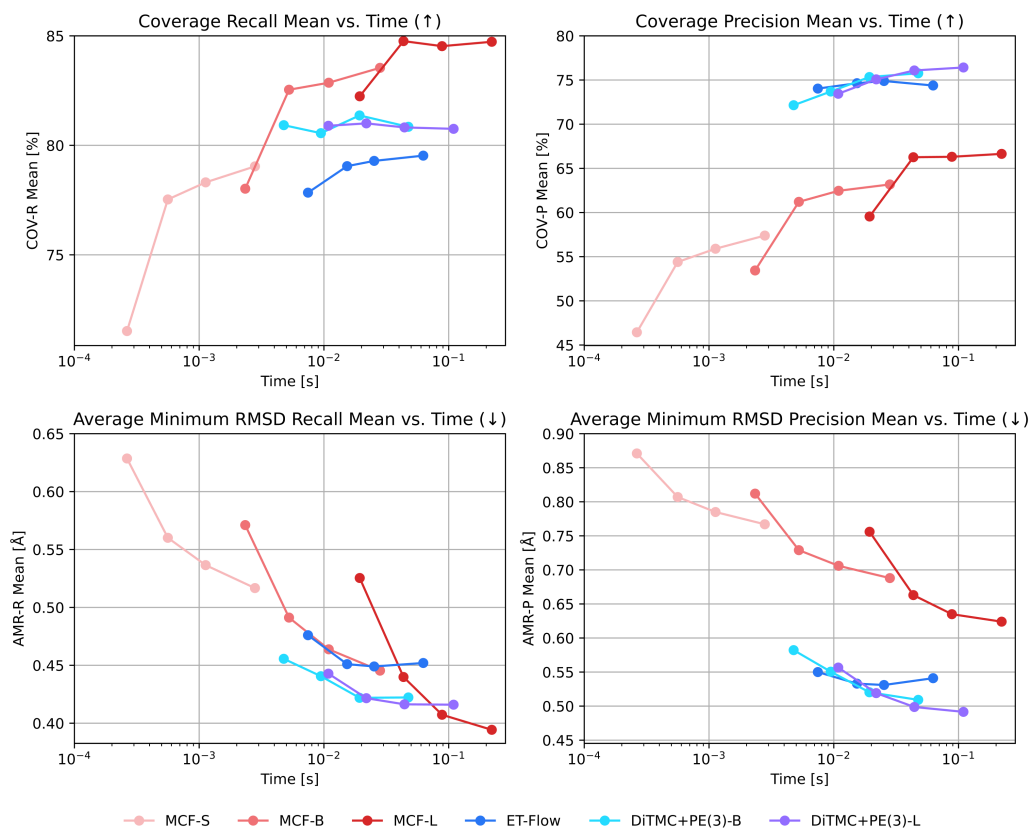 Coverage Recall Mean vs. Time (↑)
COV-R Mean [%]
85
80
75
10⁻⁴ 10⁻³ 10⁻² 10⁻¹
Time [s]
Coverage Precision Mean vs. Time (↑)
COV-P Mean [%]
80
75
70
65
60
55
50
45
10⁻⁴ 10⁻³ 10⁻² 10⁻¹
Time [s]
Average Minimum RMSD Recall Mean vs. Time (↓)
AMR-R Mean [Å]
0.65
0.60
0.55
0.50
0.45
0.40
10⁻⁴ 10⁻³ 10⁻² 10⁻¹
Time [s]
Average Minimum RMSD Precision Mean vs. Time (↓)
AMR-P Mean [Å]
0.90
0.85
0.80
0.75
0.70
0.65
0.60
0.55
0.50
0.45
10⁻⁴ 10⁻³ 10⁻² 10⁻¹
Time [s]
MCF-S MCF-B MCF-L ET-Flow DiTMC+PE(3)-B DiTMC+PE(3)-L